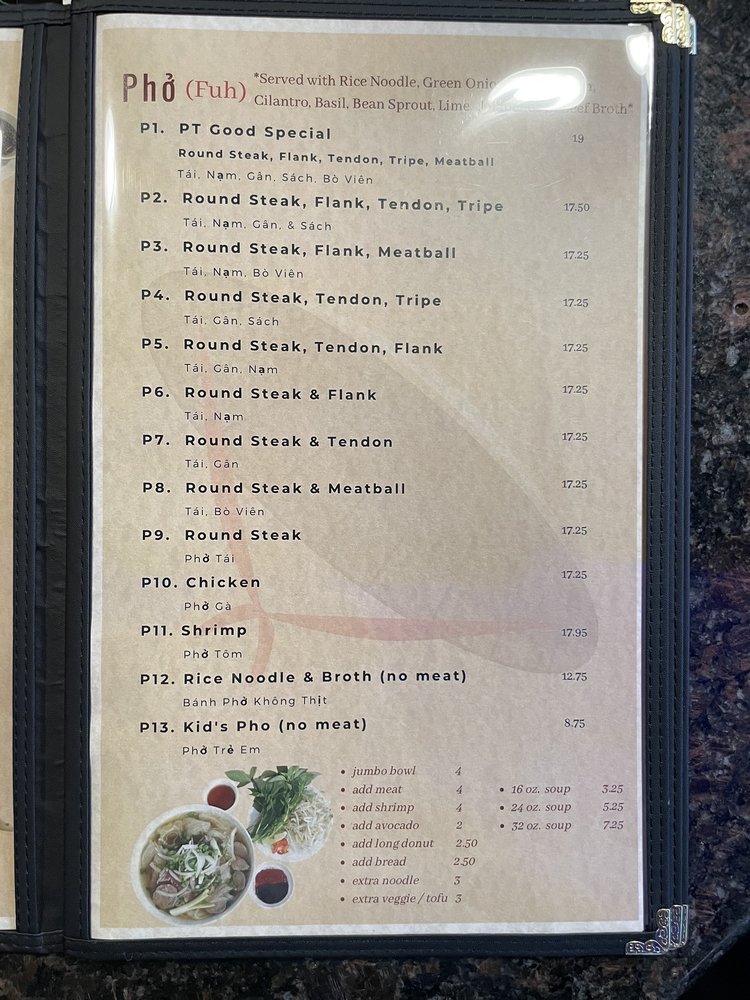 Phở (Fuh) *Served with Rice Noodle, Green
Cilantro, Basil, Bean Sprout, Lime, Beef Broth*
P1. PT Good Special 19
Round Steak, Flank, Tendon, Tripe, Meatball
Tái, Nạm, Gân, Sách, Bò Viên
P2. Round Steak, Flank, Tendon, Tripe 17.50
Tái, Nạm, Gân, & Sách
P3. Round Steak, Flank, Meatball 17.25
Tái, Nạm, Bò Viên
P4. Round Steak, Tendon, Tripe 17.25
Tái, Gân, Sách
P5. Round Steak, Tendon, Flank 17.25
Tái, Gân, Nạm
P6. Round Steak & Flank 17.25
Tái, Nạm
P7. Round Steak & Tendon 17.25
Tái, Gân
P8. Round Steak & Meatball 17.25
Tái, Bò Viên
P9. Round Steak 17.25
Phở Tái
P10. Chicken 17.25
Phở Gà
P11. Shrimp 17.95
Phở Tôm
P12. Rice Noodle & Broth (no meat) 12.75
Bánh Phở Không Thịt
P13. Kid's Pho (no meat) 8.75
Phở Trẻ Em
• jumbo bowl 4
• add meat 4
• add shrimp 4
• add avocado 2
• add long donut 2.50
• add bread 2.50
• extra noodle 3
• extra veggie / tofu 3
• 16 oz. soup 3.25
• 24 oz. soup 5.25
• 32 oz. soup 7.25